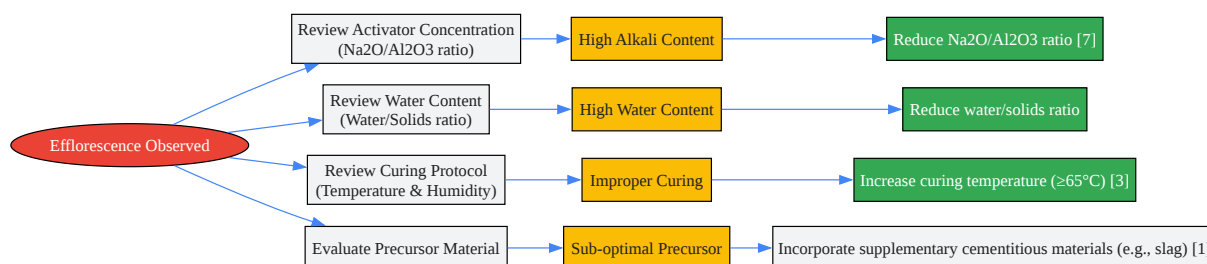 Efflorescence Observed
Review Activator Concentration
(Na2O/Al2O3 ratio)
High Alkali Content
Reduce Na2O/Al2O3 ratio [7]
Review Water Content
(Water/Solids ratio)
High Water Content
Reduce water/solids ratio
Review Curing Protocol
(Temperature & Humidity)
Improper Curing
Increase curing temperature (≥65°C) [3]
Evaluate Precursor Material
Sub-optimal Precursor
Incorporate supplementary cementitious materials (e.g., slag) [1]